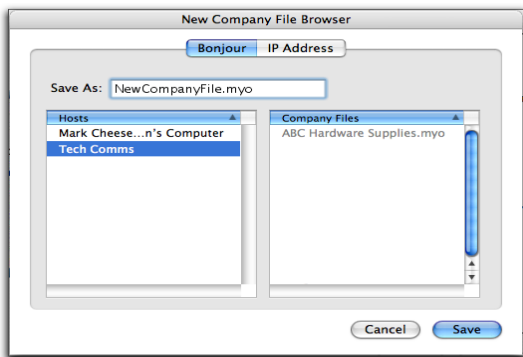 New Company File Browser
Bonjour IP Address
Save As: NewCompanyFile.myo
Hosts
Mark Cheese...n's Computer
Tech Comms
Company Files
ABC Hardware Supplies.myo
Cancel Save